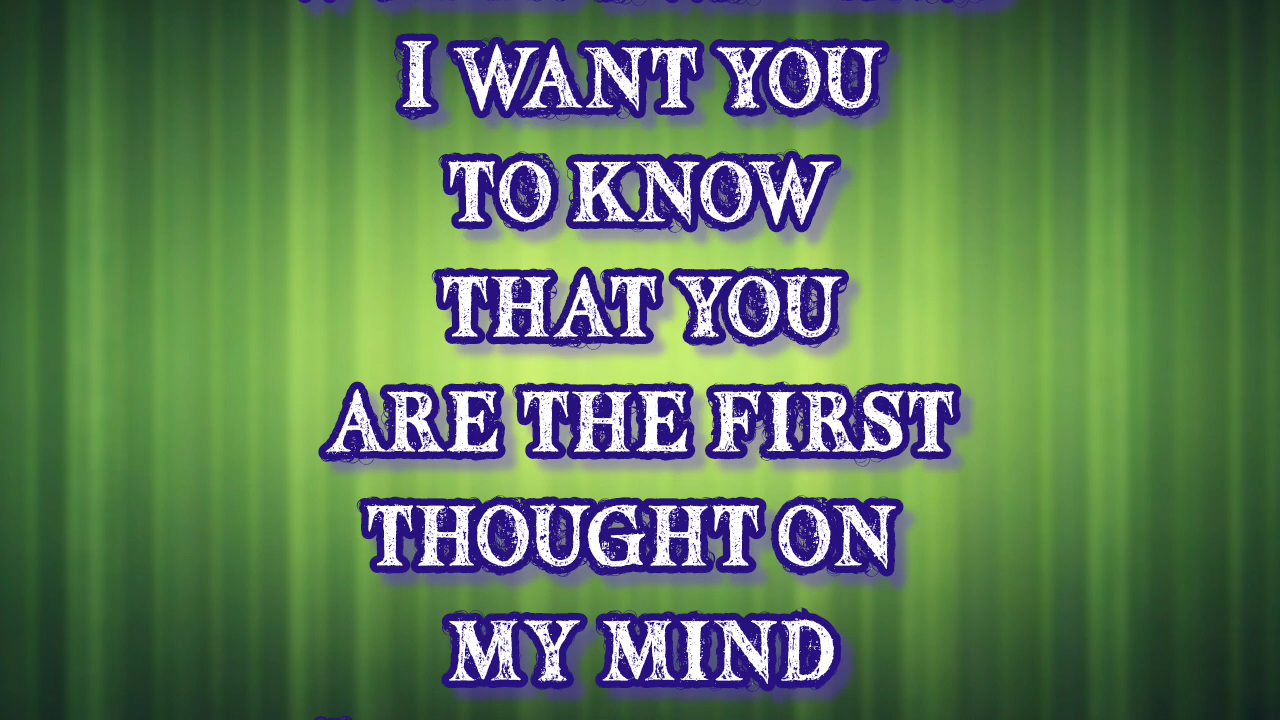 I WANT YOU
TO KNOW
THAT YOU
ARE THE FIRST
THOUGHT ON
MY MIND